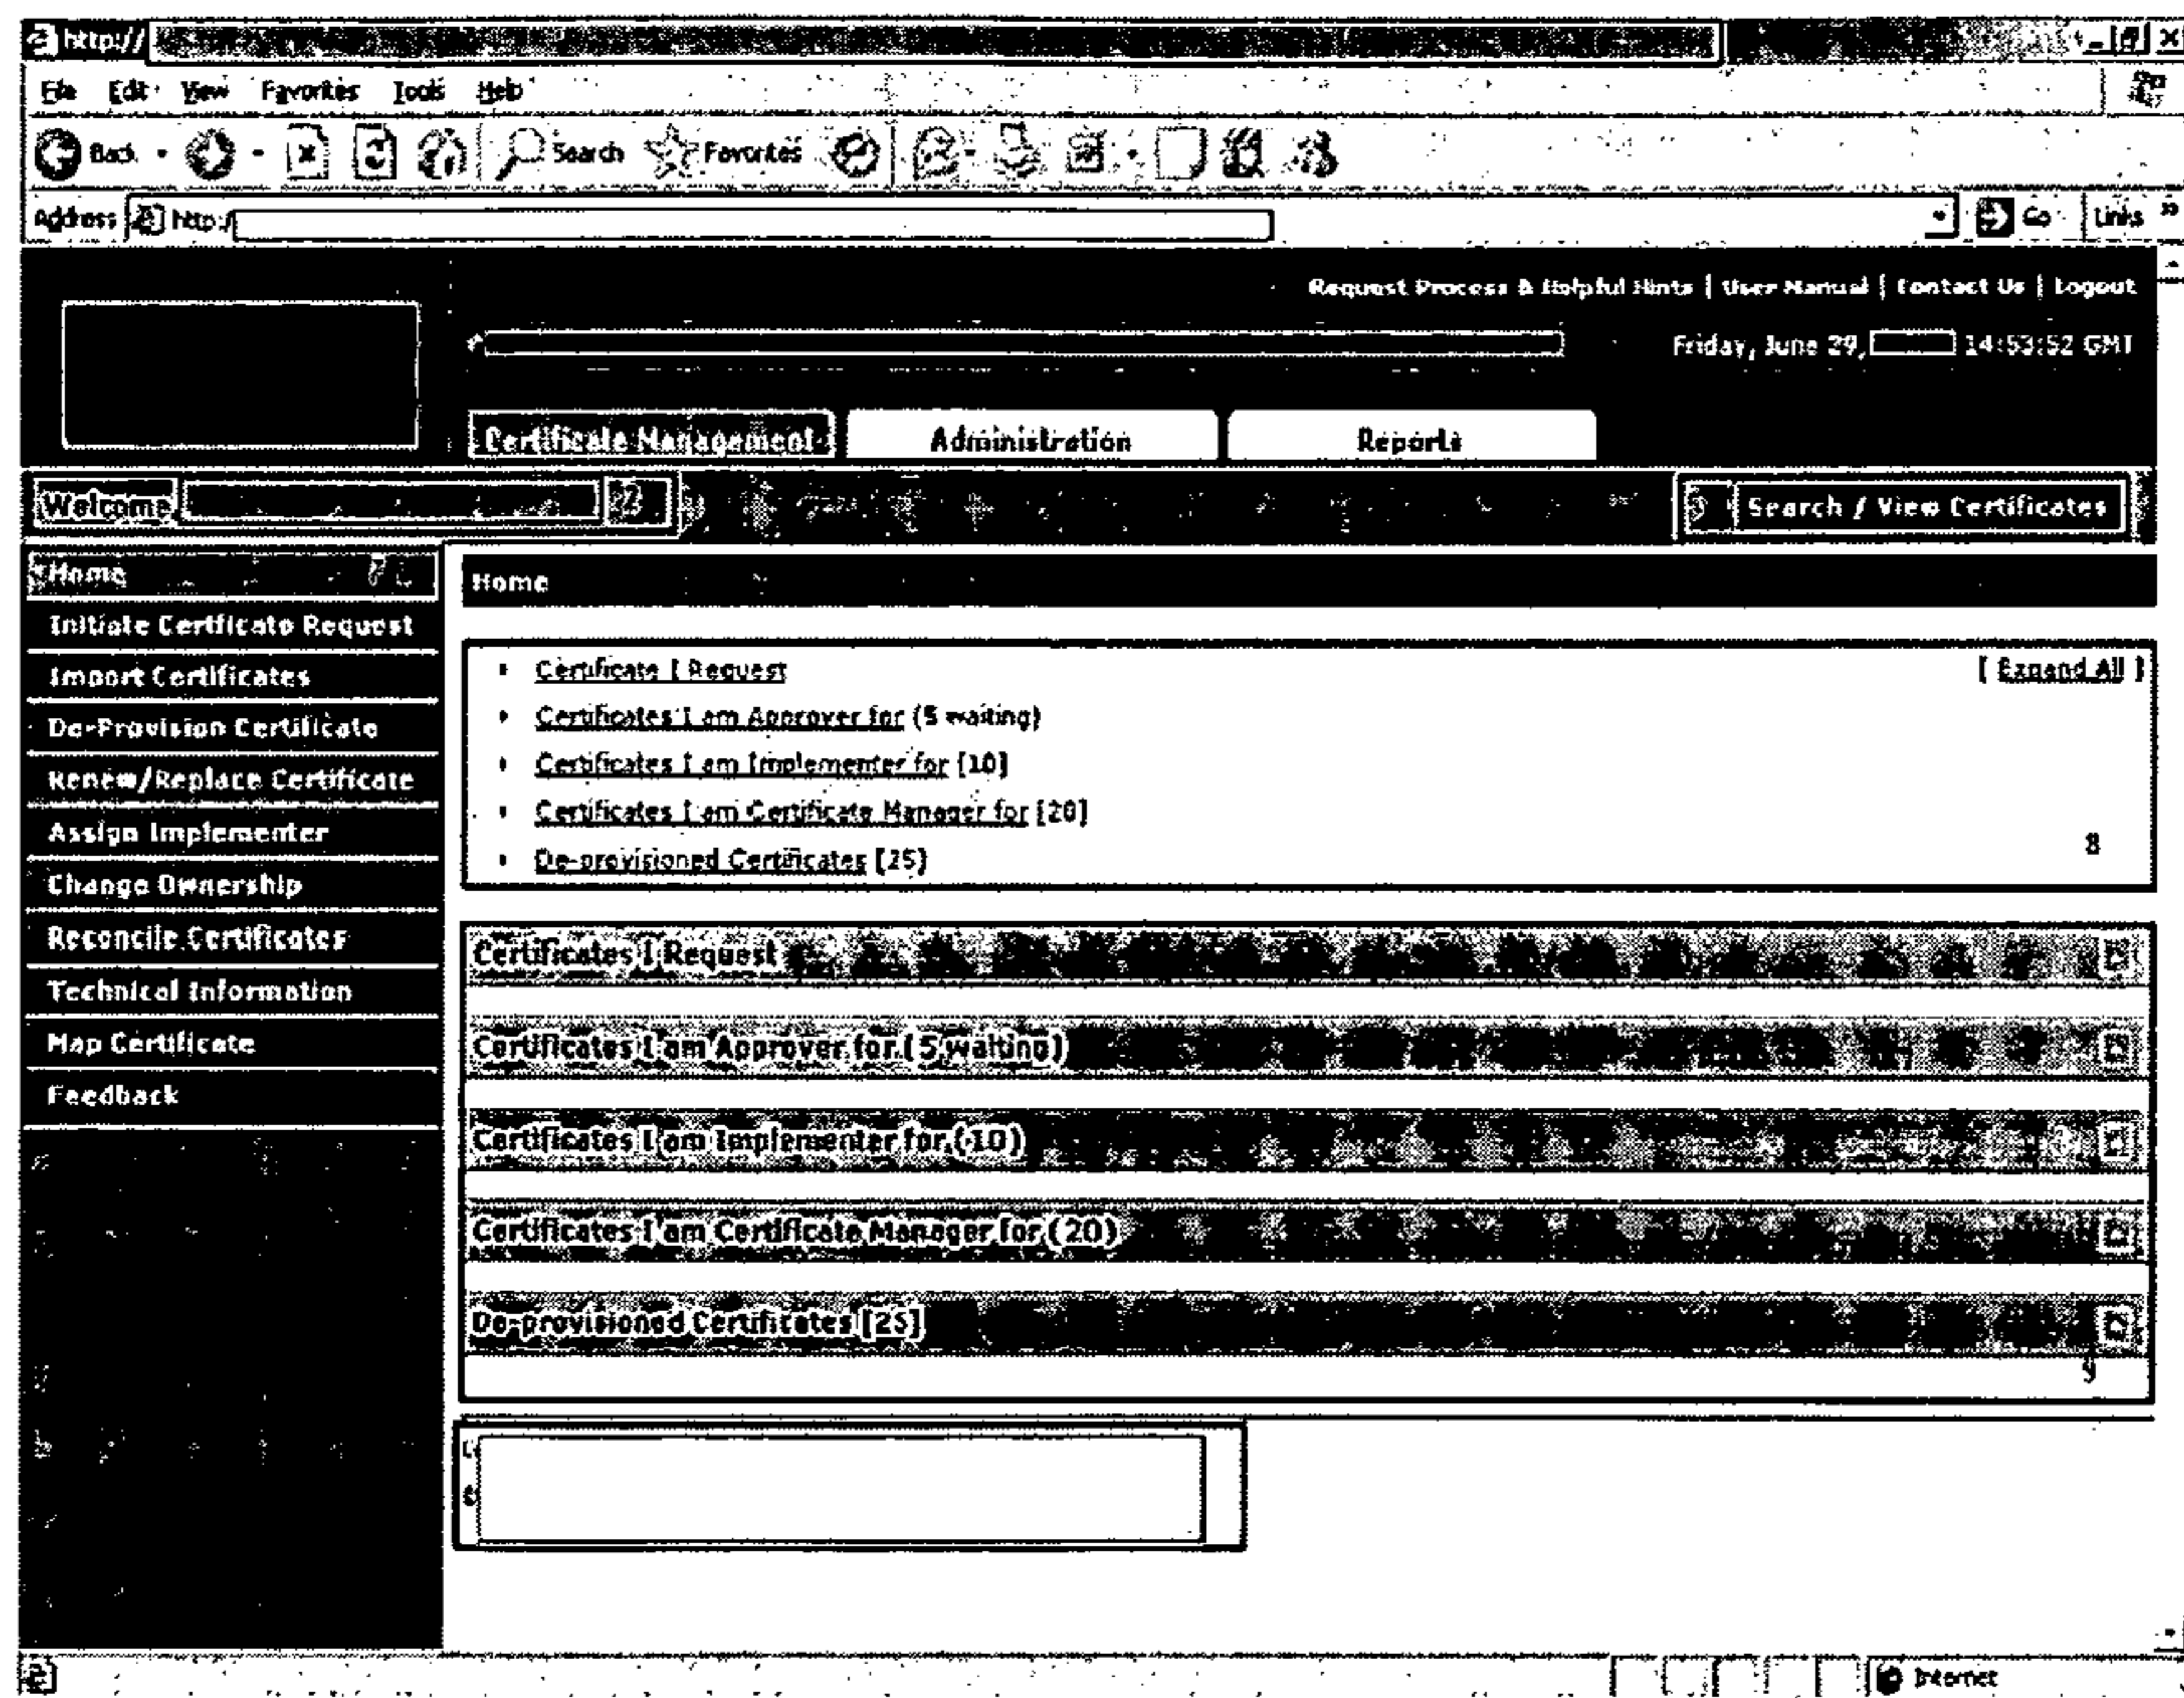 http://
File Edit View Favorites Tools Help
Back Search Favorites
Address http:/ Go Links »
Request Process & Helpful Hints | User Manual | Contact Us | Logout
Friday, June 29, 14:53:52 GMT
Certificate Management Administration Reports
Welcome Search / View Certificates
Home
Initiate Certificate Request
Import Certificates
De-Provision Certificate
Renew/Replace Certificate
Assign Implementer
Change Ownership
Reconcile Certificates
Technical Information
Map Certificate
Feedback
Home
Certificate I Request [ Expand All ]
Certificates I am Approver for (5 waiting)
Certificates I am Implementer for [10]
Certificates I am Certificate Manager for [20]
8
De-provisioned Certificates [25]
Certificates I Request
Certificates I am Approver for ( 5 waiting)
Certificates I am Implementer for (10)
Certificates I am Certificate Manager for (20)
De-provisioned Certificates [25]
9
Internet